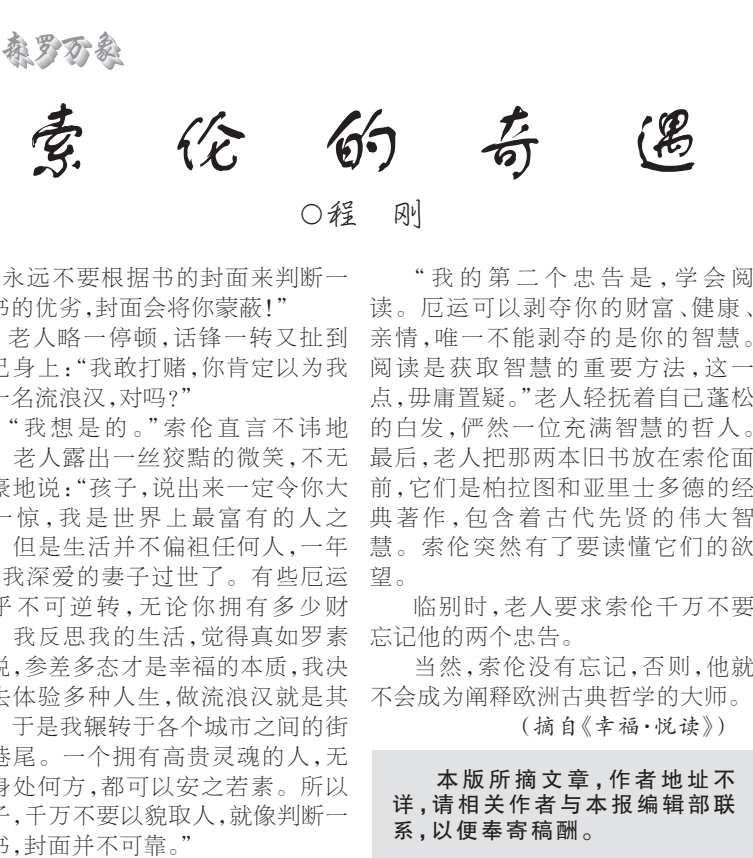 森罗万象
索伦的奇遇
○程 刚
永远不要根据书的封面来判断一
书的优劣，封面会将你蒙蔽！”
老人略一停顿，话锋一转又扯到
己身上：“我敢打赌，你肯定以为我
一名流浪汉，对吗？”
“我想是的。”索伦直言不讳地
老人露出一丝狡黠的微笑，不无
豪地说：“孩子，说出来一定令你大
一惊，我是世界上最富有的人之
但是生活并不偏袒任何人，一年
我深爱的妻子过世了。有些厄运
乎不可逆转，无论你拥有多少财
我反思我的生活，觉得真如罗素
说，参差多态才是幸福的本质，我决
去体验多种人生，做流浪汉就是其
于是我辗转于各个城市之间的街
巷尾。一个拥有高贵灵魂的人，无
身处何方，都可以安之若素。所以
子，千万不要以貌取人，就像判断一
书，封面并不可靠。”
“我的第二个忠告是，学会阅
读。厄运可以剥夺你的财富、健康、
亲情，唯一不能剥夺的是你的智慧。
阅读是获取智慧的重要方法，这一
点，毋庸置疑。”老人轻抚着自己蓬松
的白发，俨然一位充满智慧的哲人。
最后，老人把那两本旧书放在索伦面
前，它们是柏拉图和亚里士多德的经
典著作，包含着古代先贤的伟大智
慧。索伦突然有了要读懂它们的欲
望。
临别时，老人要求索伦千万不要
忘记他的两个忠告。
当然，索伦没有忘记，否则，他就
不会成为阐释欧洲古典哲学的大师。
（摘自《幸福·悦读》）
本版所摘文章，作者地址不
详，请相关作者与本报编辑部联
系，以便奉寄稿酬。